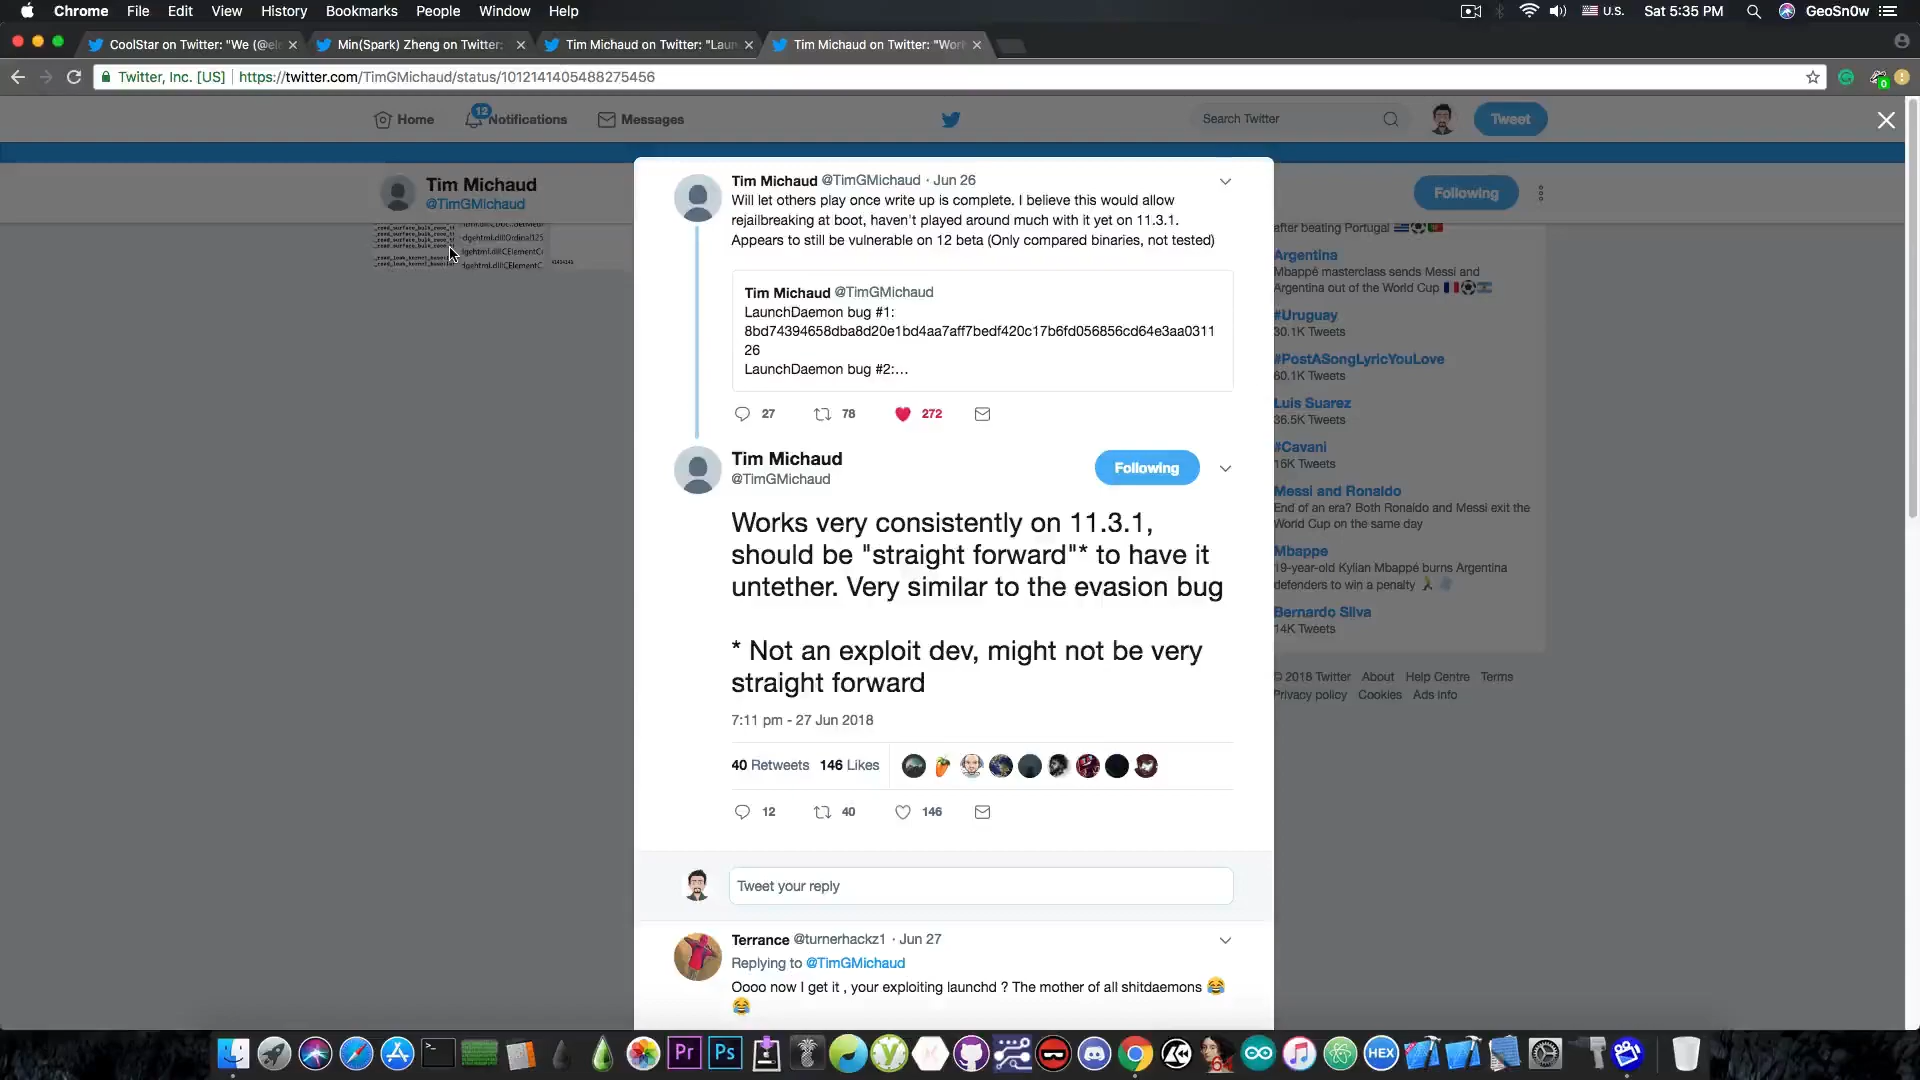 Chrome File Edit View History Bookmarks People Window Help
U.S. Sat 5:35 PM GeoSn0w
CoolStar on Twitter: "We (@ele
Min(Spark) Zheng on Twitter:
Tim Michaud on Twitter: "Laun
Tim Michaud on Twitter: "Work
Twitter, Inc. [US] https://twitter.com/TimGMichaud/status/1012141405488275456
0
Home 12 Notifications Messages
Search Twitter Tweet
Tim Michaud
@TimGMichaud
Following
Tim Michaud @TimGMichaud · Jun 26
Will let others play once write up is complete. I believe this would allow
rejailbreaking at boot, haven't played around much with it yet on 11.3.1.
Appears to still be vulnerable on 12 beta (Only compared binaries, not tested)
Tim Michaud @TimGMichaud
LaunchDaemon bug #1:
8bd74394658dba8d20e1bd4aa7aff7bedf420c17b6fd056856cd64e3aa0311
26
LaunchDaemon bug #2:…
27 78 272
Tim Michaud
@TimGMichaud
Following
Works very consistently on 11.3.1,
should be "straight forward"* to have it
untether. Very similar to the evasion bug
* Not an exploit dev, might not be very
straight forward
7:11 pm - 27 Jun 2018
40 Retweets 146 Likes
12 40 146
Tweet your reply
Terrance @turnerhackz1 · Jun 27
Replying to @TimGMichaud
Oooo now I get it , your exploiting launchd ? The mother of all shitdaemons 😂
😂
after beating Portugal
Argentina
Mbappé masterclass sends Messi and
Argentina out of the World Cup
#Uruguay
30.1K Tweets
#PostASongLyricYouLove
60.1K Tweets
Luis Suarez
36.5K Tweets
#Cavani
16K Tweets
Messi and Ronaldo
End of an era? Both Ronaldo and Messi exit the
World Cup on the same day
Mbappe
19-year-old Kylian Mbappé burns Argentina
defenders to win a penalty
Bernardo Silva
14K Tweets
© 2018 Twitter About Help Centre Terms
Privacy policy Cookies Ads info
Pr Ps HEX